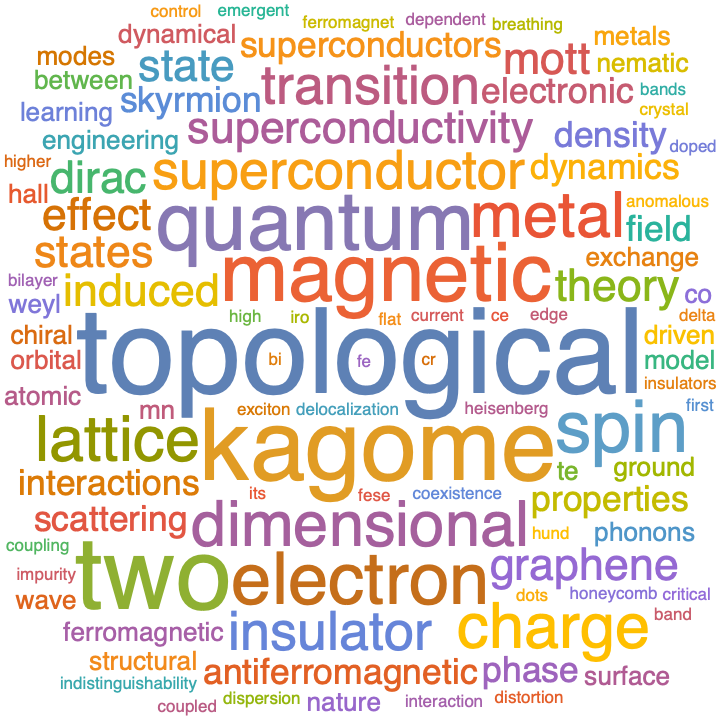 control emergent
ferromagnet dependent breathing
dynamical superconductors metals
modes state mott nematic
between transition electronic bands
learning skyrmion crystal
engineering superconductivity density doped
higher dirac superconductor dynamics
hall effect quantum metal anomalous
states field
bilayer induced magnetic exchange
weyl theory co
high iro flat current ce edge delta
chiral topological driven
orbital bi fe cr model
atomic insulators
mn exciton delocalization heisenberg first
lattice kagome spin
interactions te ground
its fese coexistence properties
scattering dimensional hund phonons
coupling two electron graphene
impurity dots honeycomb critical
wave insulator charge band
ferromagnetic
structural antiferromagnetic phase surface
indistinguishability
coupled dispersion nature interaction distortion